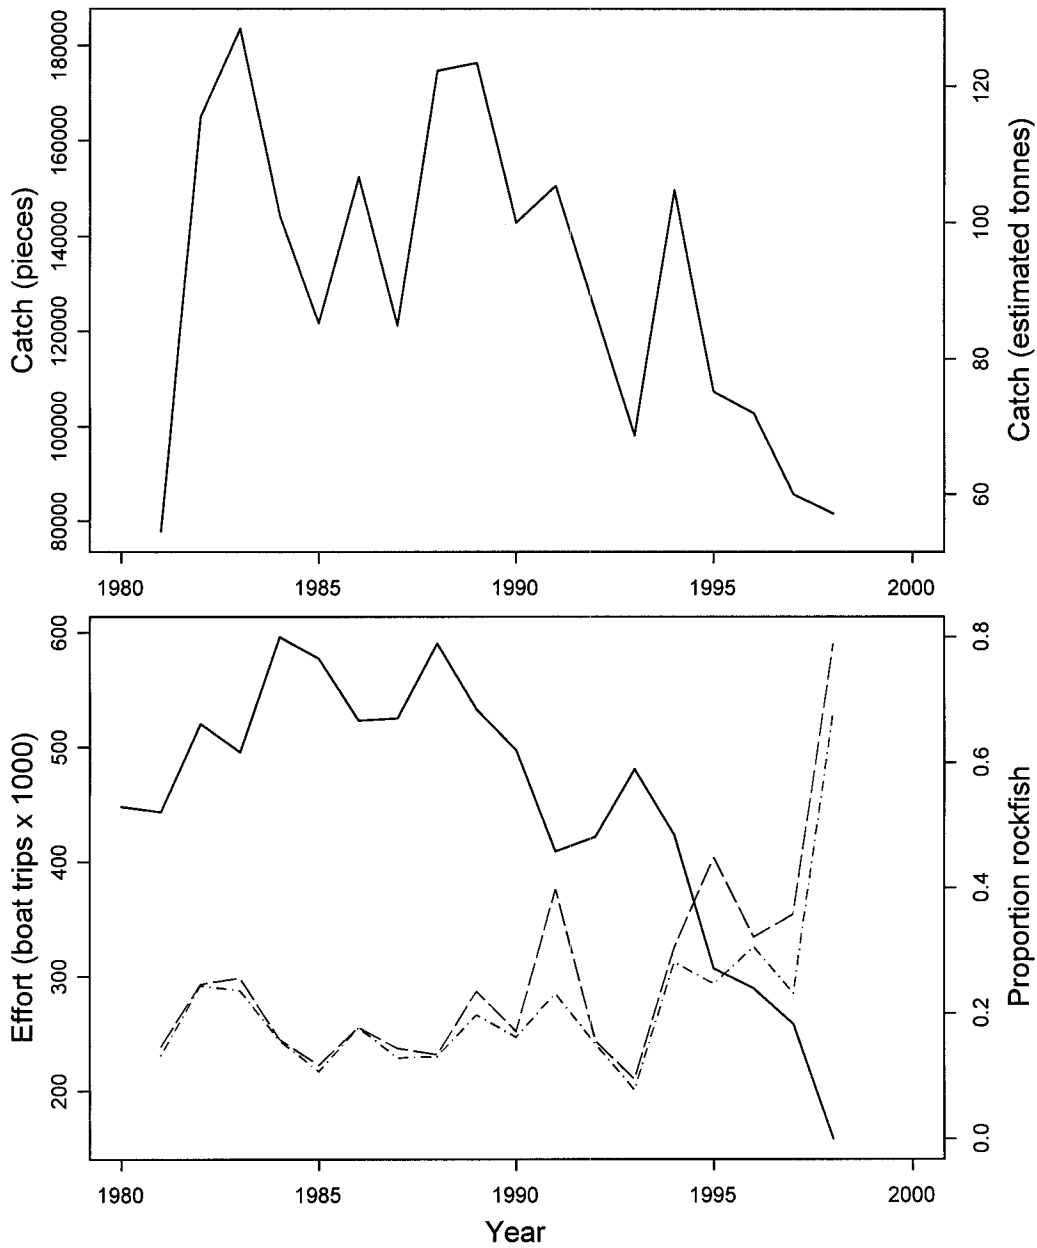 Catch (pieces)
180000
160000
140000
120000
100000
80000
120
100
80
60
Catch (estimated tonnes)
1980 1985 1990 1995 2000
Effort (boat trips x 1000)
600
500
400
300
200
0.8
0.6
0.4
0.2
0.0
Proportion rockfish
1980 1985 1990 1995 2000
Year